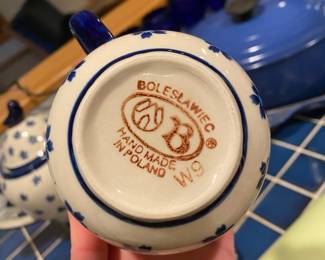 BOLESŁAWIEC ®
B
HAND MADE
IN POLAND
W9